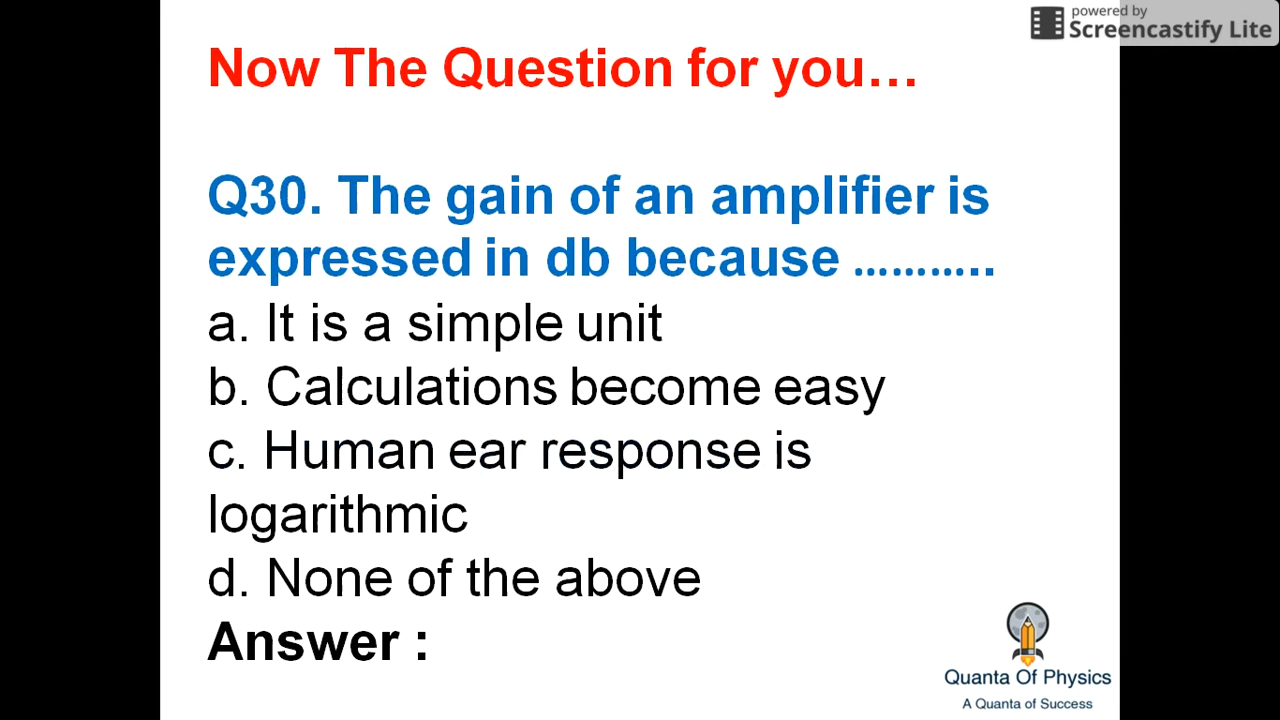 powered by
Screencastify Lite
Now The Question for you…
Q30. The gain of an amplifier is
expressed in db because ………..
a. It is a simple unit
b. Calculations become easy
c. Human ear response is
logarithmic
d. None of the above
Answer :
Quanta Of Physics
A Quanta of Success